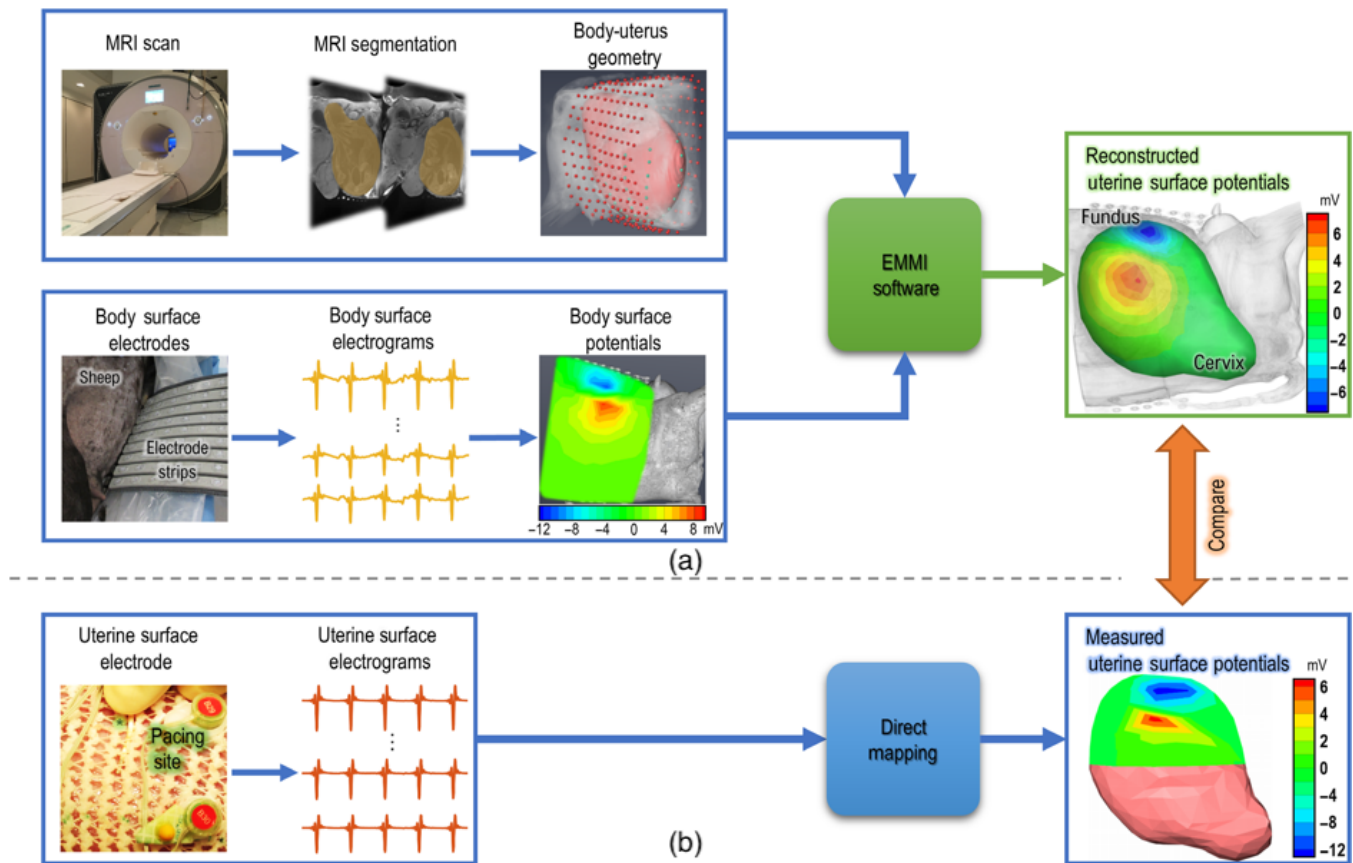 MRI scan
MRI segmentation
Body-uterus
geometry
Body surface
electrodes
Sheep
Electrode
strips
Body surface
electrograms
⋮
Body surface
potentials
−12 −8 −4 0 4 8 mV
EMMI
software
Reconstructed
uterine surface potentials
mV
Fundus
Cervix
6
4
2
0
−2
−4
−6
(a)
Compare
Uterine surface
electrode
Pacing
site
B30
Uterine surface
electrograms
⋮
Direct
mapping
Measured
uterine surface potentials
mV
6
4
2
0
−4
−8
−12
(b)